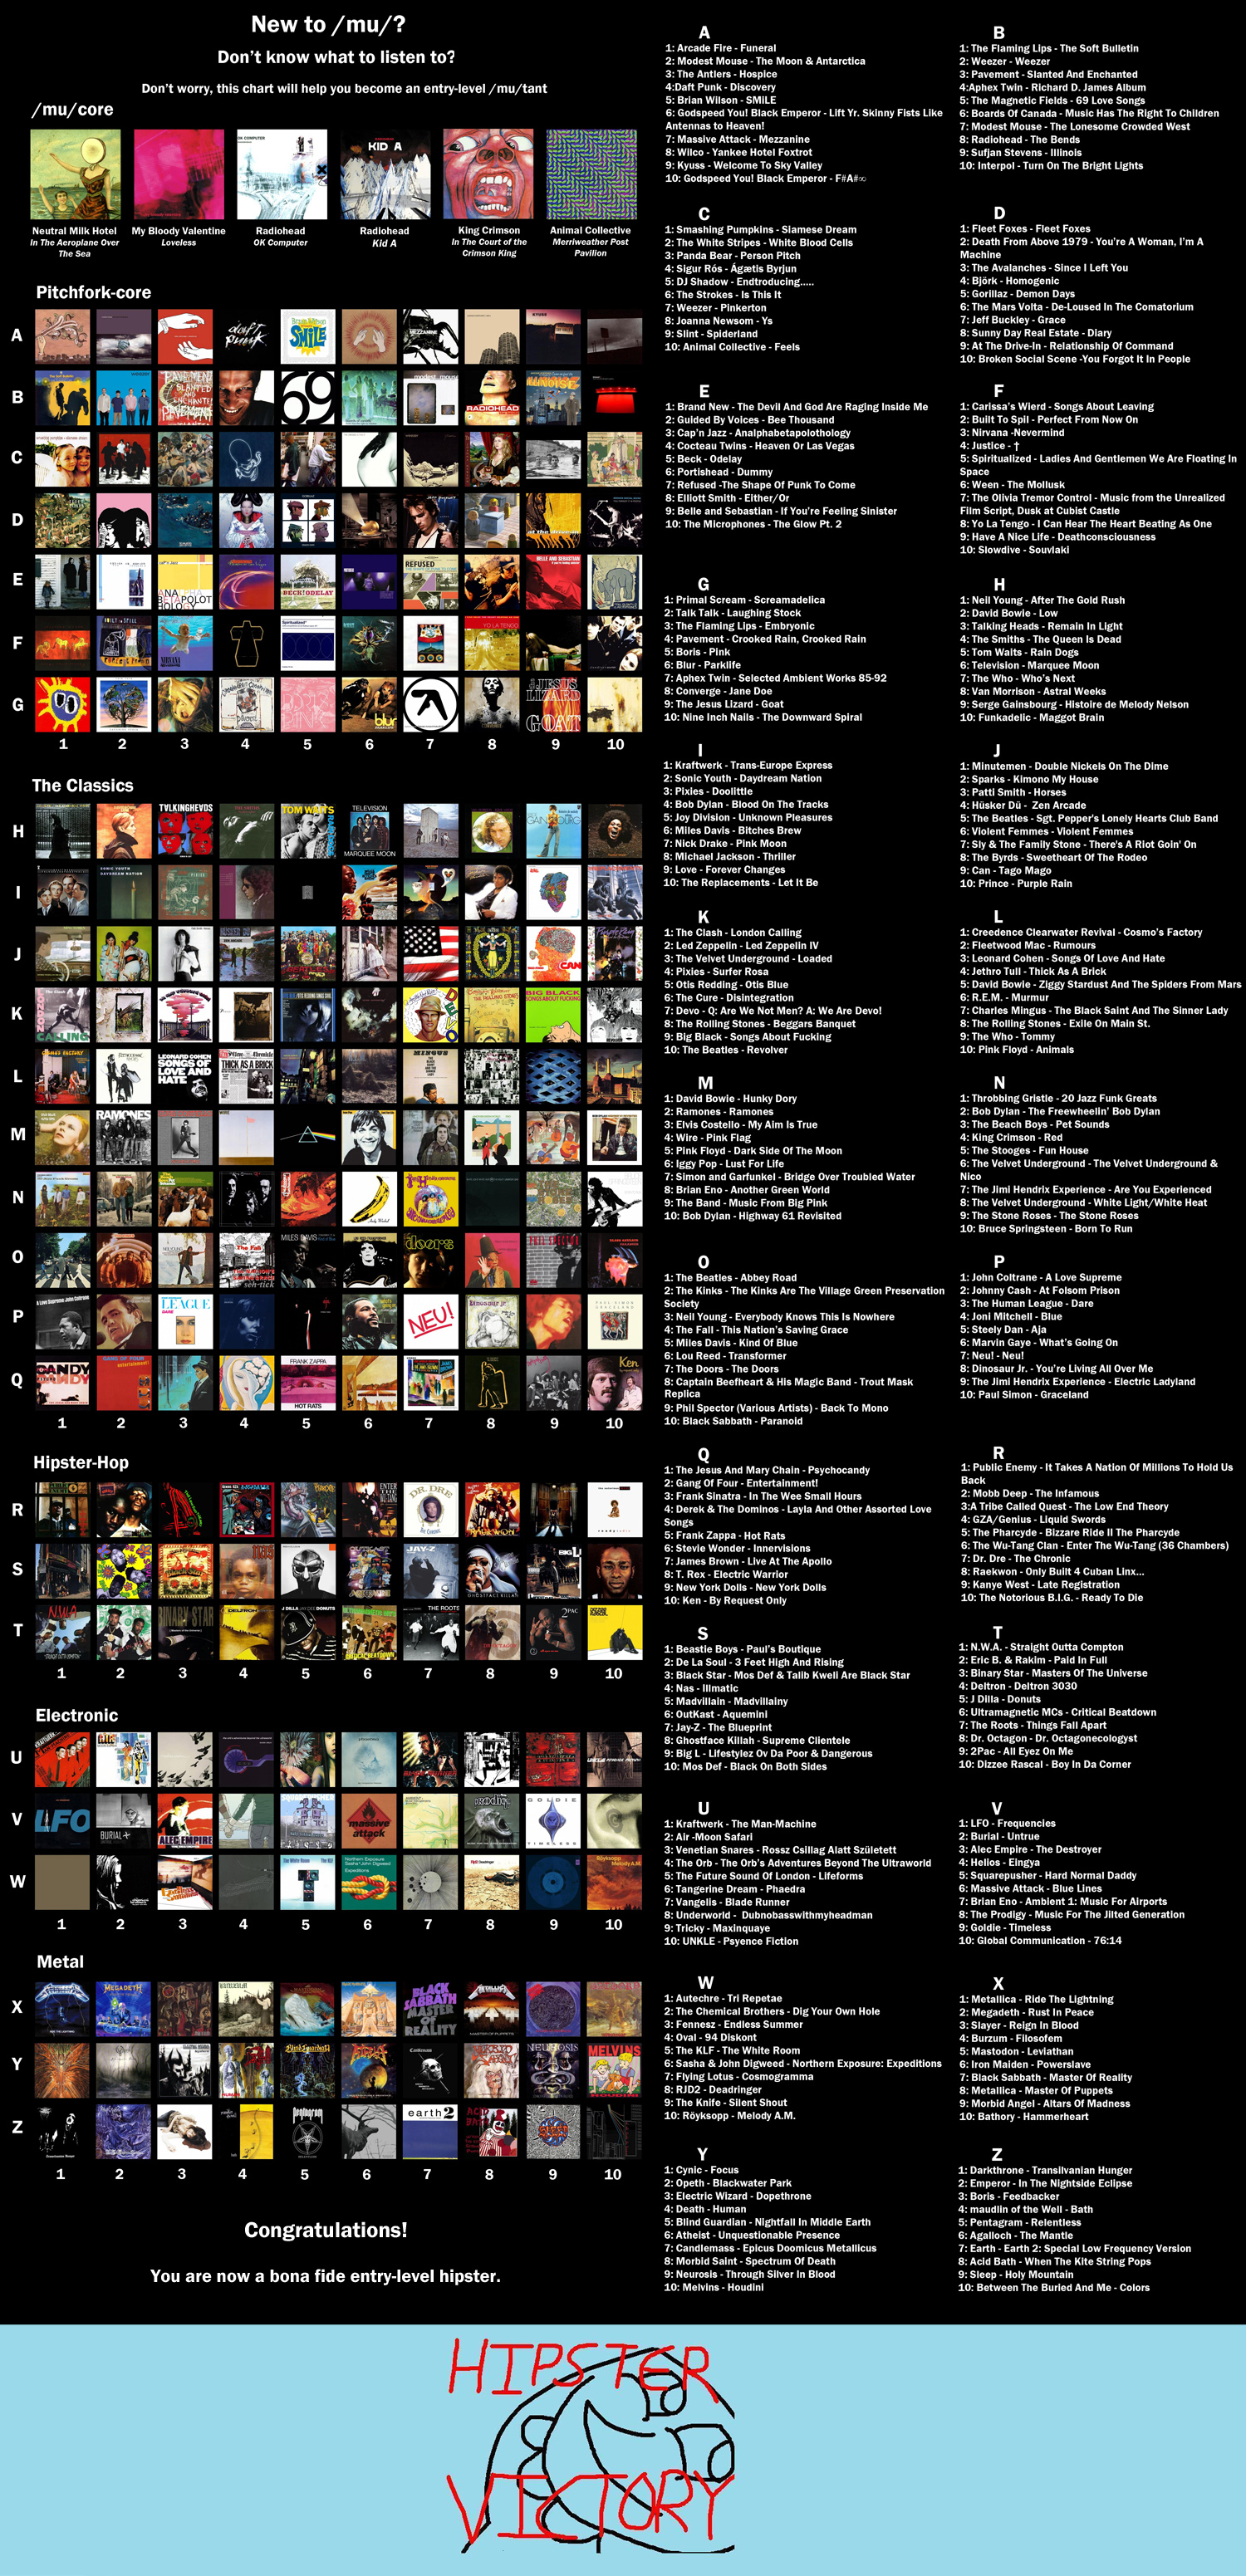 New to /mu/?
Don't know what to listen to?
Don't worry, this chart will help you become an entry-level /mu/tant
/mu/core
Neutral Milk Hotel
In The Aeroplane Over
The Sea
My Bloody Valentine
Loveless
Radiohead
OK Computer
Radiohead
Kid A
King Crimson
In The Court of the
Crimson King
Animal Collective
Merriweather Post
Pavilion
Pitchfork-core
A
B
C
D
E
F
G
1 2 3 4 5 6 7 8 9 10
The Classics
H
I
J
K
L
M
N
O
P
Q
1 2 3 4 5 6 7 8 9 10
Hipster-Hop
R
S
T
1 2 3 4 5 6 7 8 9 10
Electronic
U
V
W
1 2 3 4 5 6 7 8 9 10
Metal
X
Y
Z
1 2 3 4 5 6 7 8 9 10
Congratulations!
You are now a bona fide entry-level hipster.
A
1: Arcade Fire - Funeral
2: Modest Mouse - The Moon & Antarctica
3: The Antlers - Hospice
4:Daft Punk - Discovery
5: Brian Wilson - SMILE
6: Godspeed You! Black Emperor - Lift Yr. Skinny Fists Like
Antennas to Heaven!
7: Massive Attack - Mezzanine
8: Wilco - Yankee Hotel Foxtrot
9: Kyuss - Welcome To Sky Valley
10: Godspeed You! Black Emperor - F#A#∞
B
1: The Flaming Lips - The Soft Bulletin
2: Weezer - Weezer
3: Pavement - Slanted And Enchanted
4:Aphex Twin - Richard D. James Album
5: The Magnetic Fields - 69 Love Songs
6: Boards Of Canada - Music Has The Right To Children
7: Modest Mouse - The Lonesome Crowded West
8: Radiohead - The Bends
9: Sufjan Stevens - Illinois
10: Interpol - Turn On The Bright Lights
C
1: Smashing Pumpkins - Siamese Dream
2: The White Stripes - White Blood Cells
3: Panda Bear - Person Pitch
4: Sigur Rós - Ágætis Byrjun
5: DJ Shadow - Endtroducing.....
6: The Strokes - Is This It
7: Weezer - Pinkerton
8: Joanna Newsom - Ys
9: Slint - Spiderland
10: Animal Collective - Feels
D
1: Fleet Foxes - Fleet Foxes
2: Death From Above 1979 - You're A Woman, I'm A
Machine
3: The Avalanches - Since I Left You
4: Björk - Homogenic
5: Gorillaz - Demon Days
6: The Mars Volta - De-Loused In The Comatorium
7: Jeff Buckley - Grace
8: Sunny Day Real Estate - Diary
9: At The Drive-In - Relationship Of Command
10: Broken Social Scene -You Forgot It In People
E
1: Brand New - The Devil And God Are Raging Inside Me
2: Guided By Voices - Bee Thousand
3: Cap'n Jazz - Analphabetapolothology
4: Cocteau Twins - Heaven Or Las Vegas
5: Beck - Odelay
6: Portishead - Dummy
7: Refused -The Shape Of Punk To Come
8: Elliott Smith - Either/Or
9: Belle and Sebastian - If You're Feeling Sinister
10: The Microphones - The Glow Pt. 2
F
1: Carissa's Wierd - Songs About Leaving
2: Built To Spil - Perfect From Now On
3: Nirvana -Nevermind
4: Justice - †
5: Spiritualized - Ladies And Gentlemen We Are Floating In
Space
6: Ween - The Mollusk
7: The Olivia Tremor Control - Music from the Unrealized
Film Script, Dusk at Cubist Castle
8: Yo La Tengo - I Can Hear The Heart Beating As One
9: Have A Nice Life - Deathconsciousness
10: Slowdive - Souvlaki
G
1: Primal Scream - Screamadelica
2: Talk Talk - Laughing Stock
3: The Flaming Lips - Embryonic
4: Pavement - Crooked Rain, Crooked Rain
5: Boris - Pink
6: Blur - Parklife
7: Aphex Twin - Selected Ambient Works 85-92
8: Converge - Jane Doe
9: The Jesus Lizard - Goat
10: Nine Inch Nails - The Downward Spiral
H
1: Neil Young - After The Gold Rush
2: David Bowie - Low
3: Talking Heads - Remain In Light
4: The Smiths - The Queen Is Dead
5: Tom Waits - Rain Dogs
6: Television - Marquee Moon
7: The Who - Who's Next
8: Van Morrison - Astral Weeks
9: Serge Gainsbourg - Histoire de Melody Nelson
10: Funkadelic - Maggot Brain
I
1: Kraftwerk - Trans-Europe Express
2: Sonic Youth - Daydream Nation
3: Pixies - Doolittle
4: Bob Dylan - Blood On The Tracks
5: Joy Division - Unknown Pleasures
6: Miles Davis - Bitches Brew
7: Nick Drake - Pink Moon
8: Michael Jackson - Thriller
9: Love - Forever Changes
10: The Replacements - Let It Be
J
1: Minutemen - Double Nickels On The Dime
2: Sparks - Kimono My House
3: Patti Smith - Horses
4: Hüsker Dü - Zen Arcade
5: The Beatles - Sgt. Pepper's Lonely Hearts Club Band
6: Violent Femmes - Violent Femmes
7: Sly & The Family Stone - There's A Riot Goin' On
8: The Byrds - Sweetheart Of The Rodeo
9: Can - Tago Mago
10: Prince - Purple Rain
K
1: The Clash - London Calling
2: Led Zeppelin - Led Zeppelin IV
3: The Velvet Underground - Loaded
4: Pixies - Surfer Rosa
5: Otis Redding - Otis Blue
6: The Cure - Disintegration
7: Devo - Q: Are We Not Men? A: We Are Devo!
8: The Rolling Stones - Beggars Banquet
9: Big Black - Songs About Fucking
10: The Beatles - Revolver
L
1: Creedence Clearwater Revival - Cosmo's Factory
2: Fleetwood Mac - Rumours
3: Leonard Cohen - Songs Of Love And Hate
4: Jethro Tull - Thick As A Brick
5: David Bowie - Ziggy Stardust And The Spiders From Mars
6: R.E.M. - Murmur
7: Charles Mingus - The Black Saint And The Sinner Lady
8: The Rolling Stones - Exile On Main St.
9: The Who - Tommy
10: Pink Floyd - Animals
M
1: David Bowie - Hunky Dory
2: Ramones - Ramones
3: Elvis Costello - My Aim Is True
4: Wire - Pink Flag
5: Pink Floyd - Dark Side Of The Moon
6: Iggy Pop - Lust For Life
7: Simon and Garfunkel - Bridge Over Troubled Water
8: Brian Eno - Another Green World
9: The Band - Music From Big Pink
10: Bob Dylan - Highway 61 Revisited
N
1: Throbbing Gristle - 20 Jazz Funk Greats
2: Bob Dylan - The Freewheelin' Bob Dylan
3: The Beach Boys - Pet Sounds
4: King Crimson - Red
5: The Stooges - Fun House
6: The Velvet Underground - The Velvet Underground &
Nico
7: The Jimi Hendrix Experience - Are You Experienced
8: The Velvet Underground - White Light/White Heat
9: The Stone Roses - The Stone Roses
10: Bruce Springsteen - Born To Run
O
1: The Beatles - Abbey Road
2: The Kinks - The Kinks Are The Village Green Preservation
Society
3: Neil Young - Everybody Knows This Is Nowhere
4: The Fall - This Nation's Saving Grace
5: Miles Davis - Kind Of Blue
6: Lou Reed - Transformer
7: The Doors - The Doors
8: Captain Beefheart & His Magic Band - Trout Mask
Replica
9: Phil Spector (Various Artists) - Back To Mono
10: Black Sabbath - Paranoid
P
1: John Coltrane - A Love Supreme
2: Johnny Cash - At Folsom Prison
3: The Human League - Dare
4: Joni Mitchell - Blue
5: Steely Dan - Aja
6: Marvin Gaye - What's Going On
7: Neu! - Neu!
8: Dinosaur Jr. - You're Living All Over Me
9: The Jimi Hendrix Experience - Electric Ladyland
10: Paul Simon - Graceland
Q
1: The Jesus And Mary Chain - Psychocandy
2: Gang Of Four - Entertainment!
3: Frank Sinatra - In The Wee Small Hours
4: Derek & The Dominos - Layla And Other Assorted Love
Songs
5: Frank Zappa - Hot Rats
6: Stevie Wonder - Innervisions
7: James Brown - Live At The Apollo
8: T. Rex - Electric Warrior
9: New York Dolls - New York Dolls
10: Ken - By Request Only
R
1: Public Enemy - It Takes A Nation Of Millions To Hold Us
Back
2: Mobb Deep - The Infamous
3:A Tribe Called Quest - The Low End Theory
4: GZA/Genius - Liquid Swords
5: The Pharcyde - Bizzare Ride II The Pharcyde
6: The Wu-Tang Clan - Enter The Wu-Tang (36 Chambers)
7: Dr. Dre - The Chronic
8: Raekwon - Only Built 4 Cuban Linx...
9: Kanye West - Late Registration
10: The Notorious B.I.G. - Ready To Die
S
1: Beastie Boys - Paul's Boutique
2: De La Soul - 3 Feet High And Rising
3: Black Star - Mos Def & Talib Kweli Are Black Star
4: Nas - Illmatic
5: Madvillain - Madvillainy
6: OutKast - Aquemini
7: Jay-Z - The Blueprint
8: Ghostface Killah - Supreme Clientele
9: Big L - Lifestylez Ov Da Poor & Dangerous
10: Mos Def - Black On Both Sides
T
1: N.W.A. - Straight Outta Compton
2: Eric B. & Rakim - Paid In Full
3: Binary Star - Masters Of The Universe
4: Deltron - Deltron 3030
5: J Dilla - Donuts
6: Ultramagnetic MCs - Critical Beatdown
7: The Roots - Things Fall Apart
8: Dr. Octagon - Dr. Octagonecologyst
9: 2Pac - All Eyez On Me
10: Dizzee Rascal - Boy In Da Corner
U
1: Kraftwerk - The Man-Machine
2: Air -Moon Safari
3: Venetian Snares - Rossz Csillag Alatt Született
4: The Orb - The Orb's Adventures Beyond The Ultraworld
5: The Future Sound Of London - Lifeforms
6: Tangerine Dream - Phaedra
7: Vangelis - Blade Runner
8: Underworld - Dubnobasswithmyheadman
9: Tricky - Maxinquaye
10: UNKLE - Psyence Fiction
V
1: LFO - Frequencies
2: Burial - Untrue
3: Alec Empire - The Destroyer
4: Helios - Eingya
5: Squarepusher - Hard Normal Daddy
6: Massive Attack - Blue Lines
7: Brian Eno - Ambient 1: Music For Airports
8: The Prodigy - Music For The Jilted Generation
9: Goldie - Timeless
10: Global Communication - 76:14
W
1: Autechre - Tri Repetae
2: The Chemical Brothers - Dig Your Own Hole
3: Fennesz - Endless Summer
4: Oval - 94 Diskont
5: The KLF - The White Room
6: Sasha & John Digweed - Northern Exposure: Expeditions
7: Flying Lotus - Cosmogramma
8: RJD2 - Deadringer
9: The Knife - Silent Shout
10: Röyksopp - Melody A.M.
X
1: Metallica - Ride The Lightning
2: Megadeth - Rust In Peace
3: Slayer - Reign In Blood
4: Burzum - Filosofem
5: Mastodon - Leviathan
6: Iron Maiden - Powerslave
7: Black Sabbath - Master Of Reality
8: Metallica - Master Of Puppets
9: Morbid Angel - Altars Of Madness
10: Bathory - Hammerheart
Y
1: Cynic - Focus
2: Opeth - Blackwater Park
3: Electric Wizard - Dopethrone
4: Death - Human
5: Blind Guardian - Nightfall In Middle Earth
6: Atheist - Unquestionable Presence
7: Candlemass - Epicus Doomicus Metallicus
8: Morbid Saint - Spectrum Of Death
9: Neurosis - Through Silver In Blood
10: Melvins - Houdini
Z
1: Darkthrone - Transilvanian Hunger
2: Emperor - In The Nightside Eclipse
3: Boris - Feedbacker
4: maudlin of the Well - Bath
5: Pentagram - Relentless
6: Agalloch - The Mantle
7: Earth - Earth 2: Special Low Frequency Version
8: Acid Bath - When The Kite String Pops
9: Sleep - Holy Mountain
10: Between The Buried And Me - Colors
HIPSTER
VICTORY